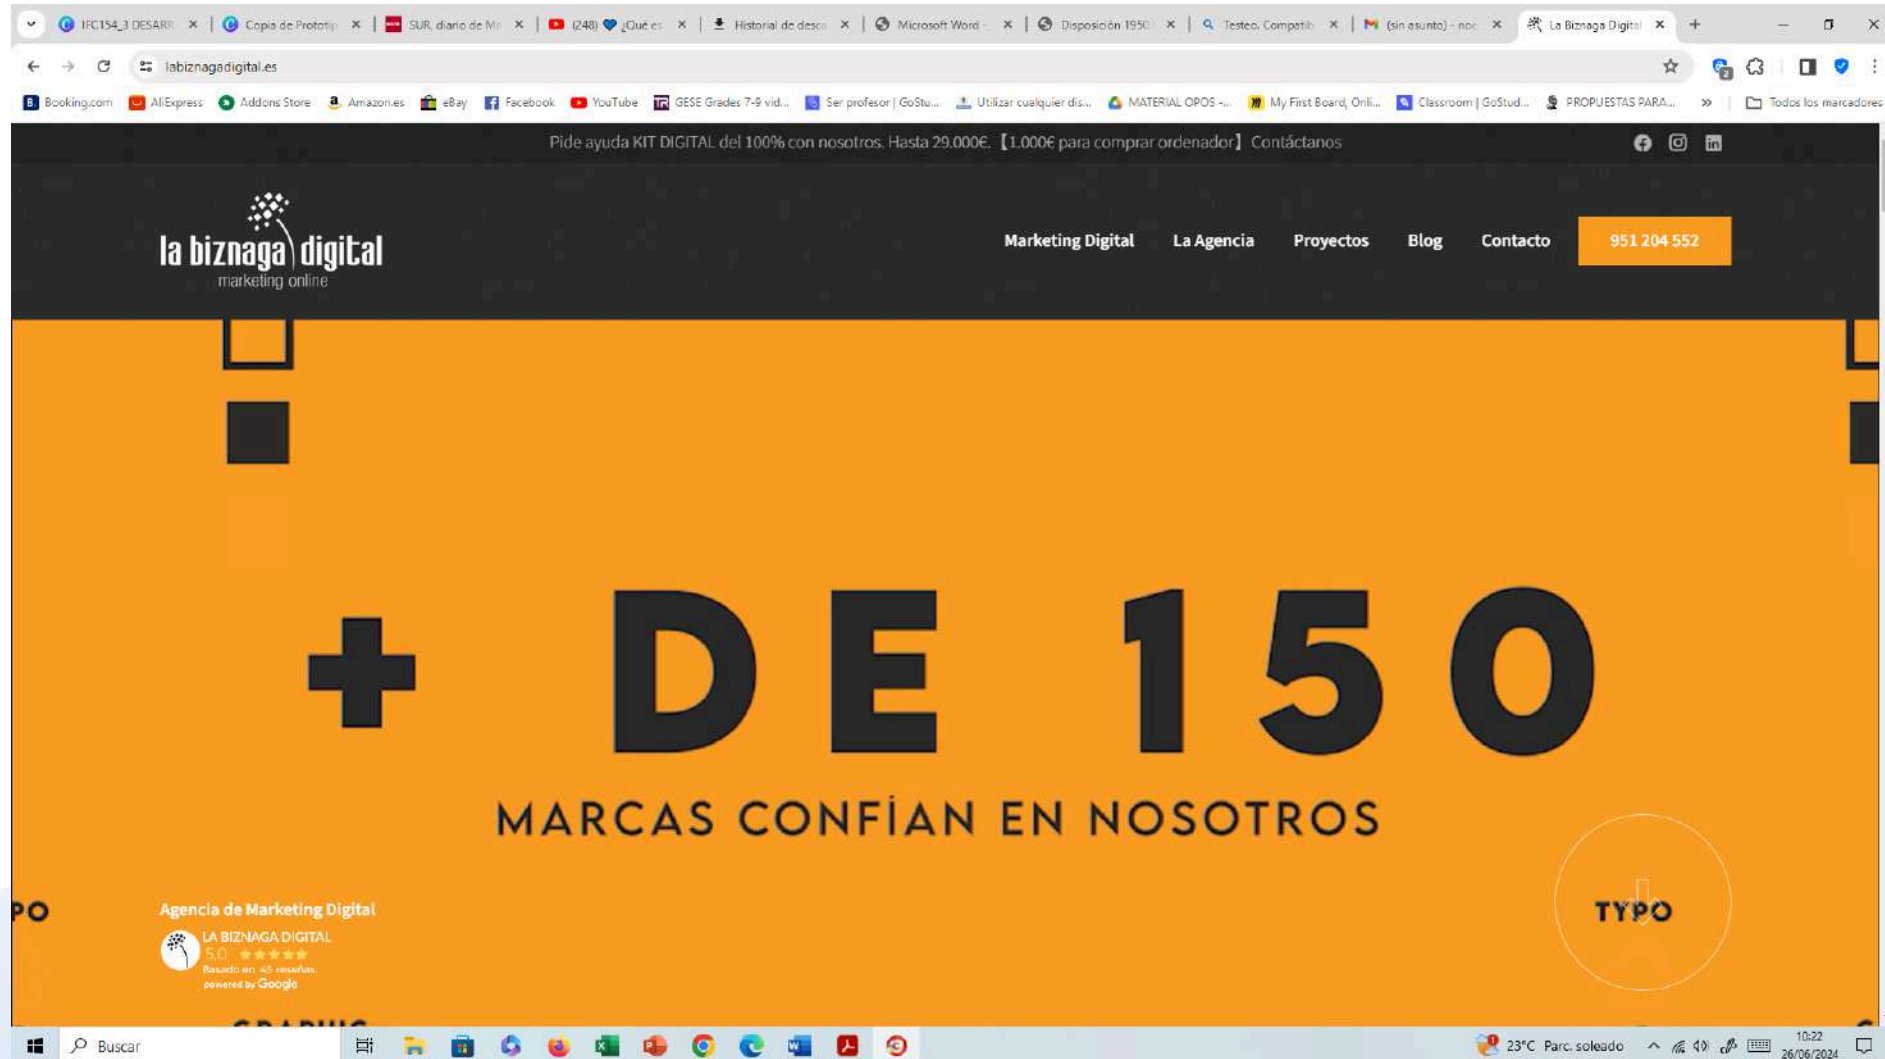 IFC154_3 DESARR
Copia de Prototip
SUR, diario de Ma
(248) 💙 ¿Qué es
Historial de desca
Microsoft Word -
Disposición 1950
Testeo. Compatib
(sin asunto) - noe
La Biznaga Digital
labiznagadigital.es
Booking.com
AliExpress
Addons Store
Amazon.es
eBay
Facebook
YouTube
GESE Grades 7-9 vid...
Ser profesor | GoStu...
Utilizar cualquier dis...
MATERIAL OPOS -...
My First Board, Onli...
Classroom | GoStud...
PROPUESTAS PARA...
»
Todos los marcadores
Pide ayuda KIT DIGITAL del 100% con nosotros. Hasta 29.000€.【1.000€ para comprar ordenador】Contáctanos
la biznaga digital
marketing online
Marketing Digital
La Agencia
Proyectos
Blog
Contacto
951 204 552
+ DE 150
MARCAS CONFÍAN EN NOSOTROS
PO
TYPO
Agencia de Marketing Digital
LA BIZNAGA DIGITAL
5,0 ★★★★★
Basado en 45 reseñas.
powered by Google
GRAPHIC
Buscar
23°C Parc. soleado
10:22
26/06/2024